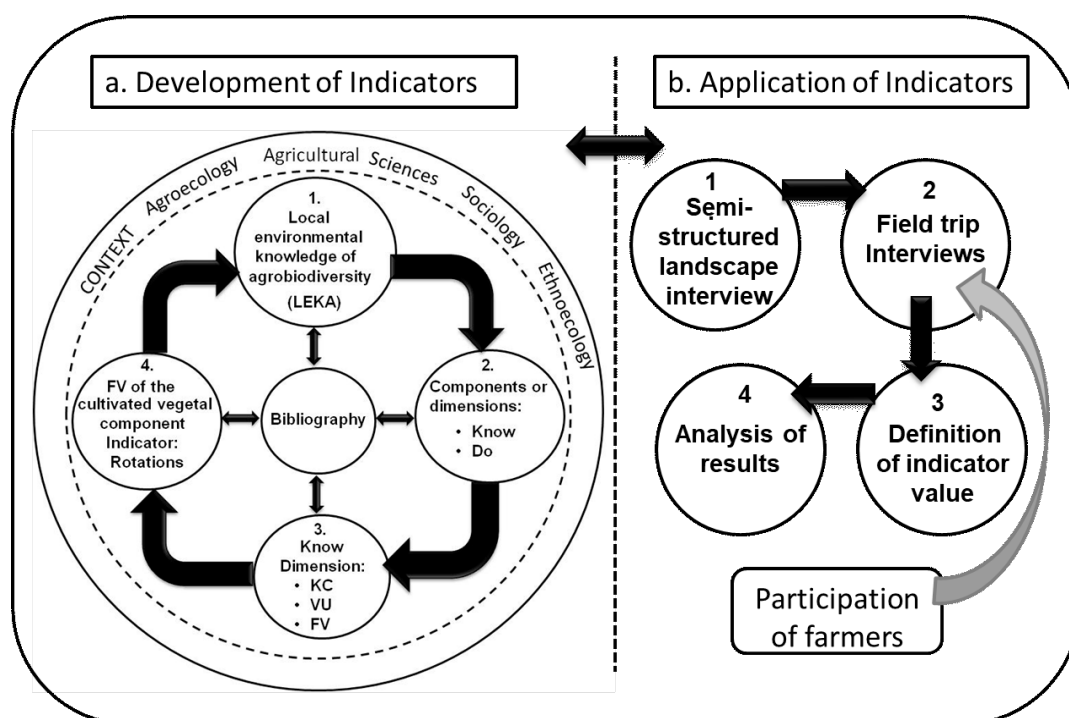 a. Development of Indicators
CONTEXT Agroecology Agricultural Sciences Sociology Ethnoecology
1.
Local
environmental
knowledge of
agrobiodiversity
(LEKA)
2.
Components or
dimensions:
• Know
• Do
3.
Know
Dimension:
• KC
• VU
• FV
4.
FV of the
cultivated vegetal
component
Indicator:
Rotations
Bibliography
b. Application of Indicators
1
Sẹmi-
structured
landscape
interview
2
Field trip
Interviews
3
Definition
of indicator
value
4
Analysis of
results
Participation
of farmers